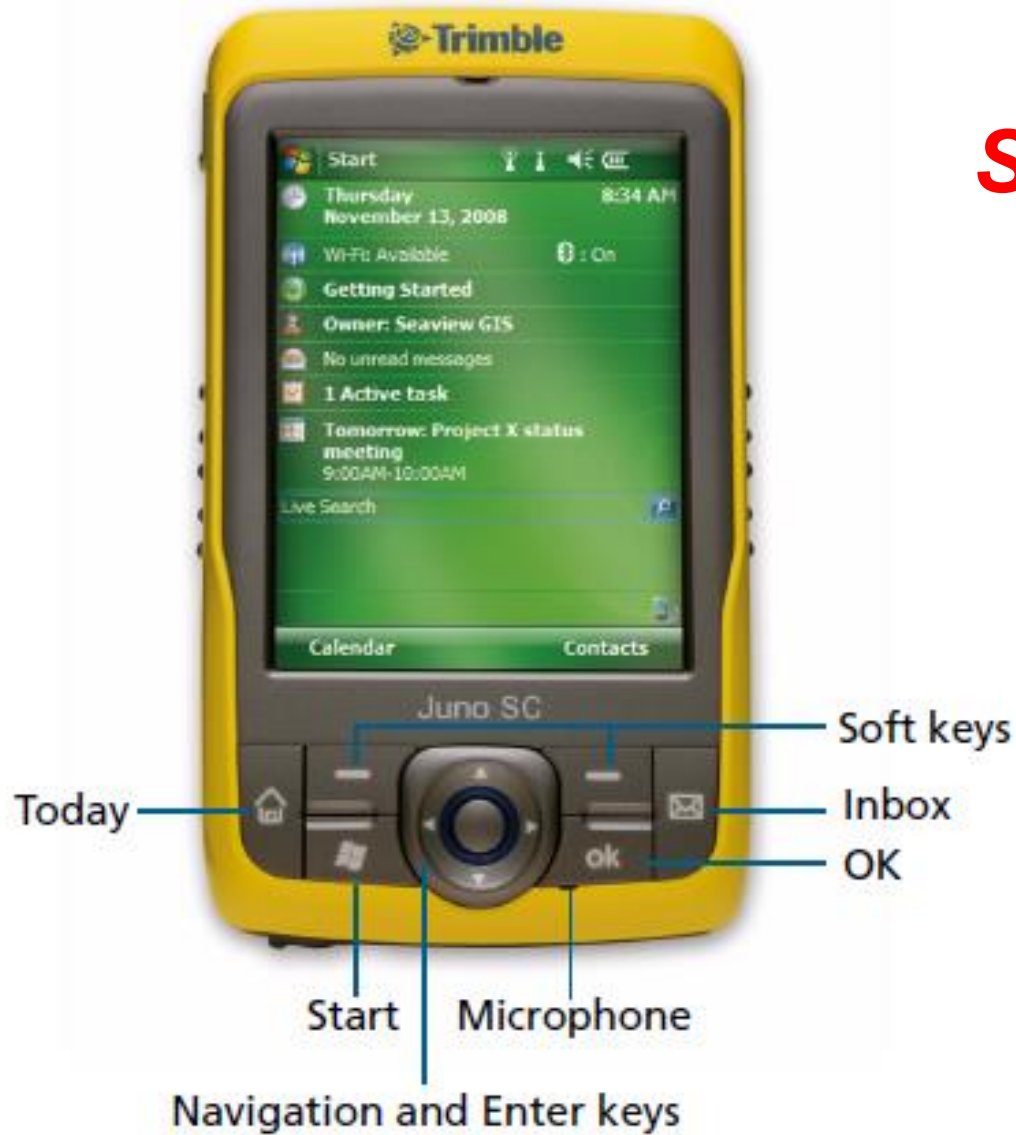 Trimble
S
Start
Thursday 8:34 AM
November 13, 2008
Wi-Fi: Available : On
Getting Started
Owner: Seaview GIS
No unread messages
1 Active task
Tomorrow: Project X status
meeting
9:00AM-10:00AM
Live Search
Calendar Contacts
Juno SC
Soft keys
Today
Inbox
ok
OK
Start Microphone
Navigation and Enter keys